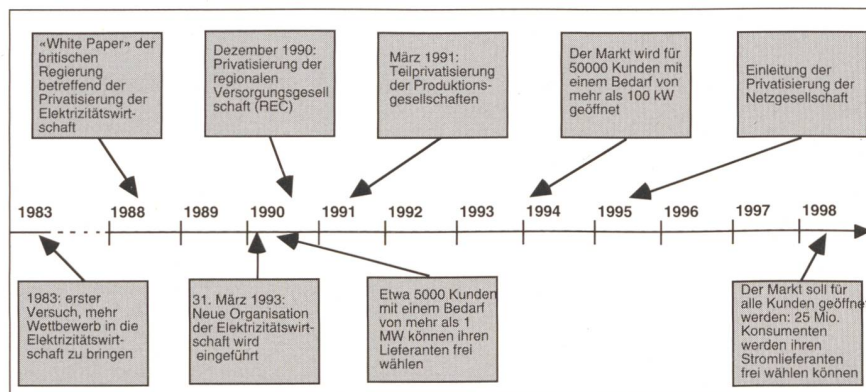 «White Paper» der
britischen
Regierung
betreffend der
Privatisierung der
Elektrizitätswirt-
schaft
Dezember 1990:
Privatisierung der
regionalen
Versorgungsgesell
schaft (REC)
März 1991:
Teilprivatisierung
der Produktions-
gesellschaften
Der Markt wird für
50000 Kunden mit
einem Bedarf von
mehr als 100 kW
geöffnet
Einleitung der
Privatisierung der
Netzgesellschaft
1983 1988 1989 1990 1991 1992 1993 1994 1995 1996 1997 1998
1983: erster
Versuch, mehr
Wettbewerb in die
Elektrizitätswirt-
schaft zu bringen
31. März 1993:
Neue Organisation
der Elektrizitätswirt-
schaft wird
eingeführt
Etwa 5000 Kunden
mit einem Bedarf
von mehr als 1
MW können ihren
Lieferanten frei
wählen
Der Markt soll für
alle Kunden geöffnet
werden: 25 Mio.
Konsumenten
werden ihren
Stromlieferanten
frei wählen können